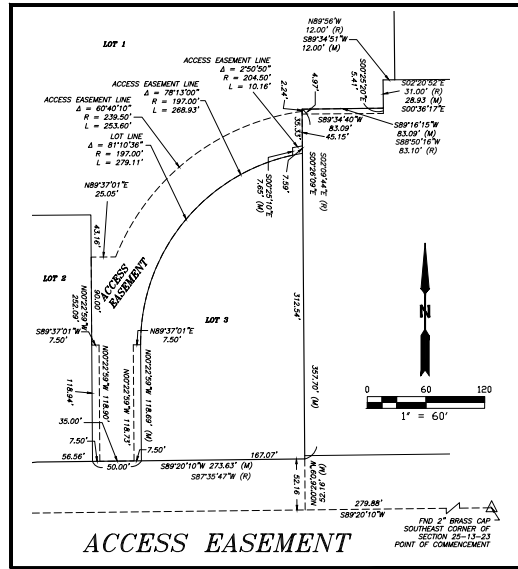 LOT 1
N89°56"W
12.00' (R)
S89°34'51"W
12.00' (M)
ACCESS EASEMENT LINE
Δ = 2°50'50"
R = 204.50'
L = 10.16'
ACCESS EASEMENT LINE
Δ = 78°13'00"
R = 197.00'
L = 268.93'
ACCESS EASEMENT LINE
Δ = 60°40'10"
R = 239.50'
L = 253.60'
LOT LINE
Δ = 81°10'36"
R = 197.00'
L = 279.11'
2.24'
4.97'
S00°25'20"E
5.41'
S02°20'52"E
31.00' (R)
28.93 (M)
S00°36'17"E
35.33'
S89°34'40"W
83.09'
45.15'
S89°16'15"W
83.09' (M)
S88°50'16"W
83.10' (R)
N89°37'01"E
25.05'
S00°25'10"E
7.65' (M)
7.59'
S02°09'44"E (R)
S00°26'09"E
43.16'
ACCESS
EASEMENT
LOT 2
N00°22'59"W
252.09'
90.00'
LOT 3
S89°37'01"W
7.50'
N89°37'01"E
7.50'
312.54'
N
118.94'
N00°22'59"W 118.90'
N00°22'59"W 118.73'
N00°22'59"W 118.69' (M)
357.70' (M)
0 60 120
1" = 60'
35.00'
7.50'
7.50'
56.56'
50.00'
167.07'
S89°20'10"W 273.63' (M)
S87°35'47"W (R)
52.16
279.88'
S89°20'10"W
FND 2" BRASS CAP
SOUTHEAST CORNER OF
SECTION 25-13-23
POINT OF COMMENCEMENT
ACCESS EASEMENT